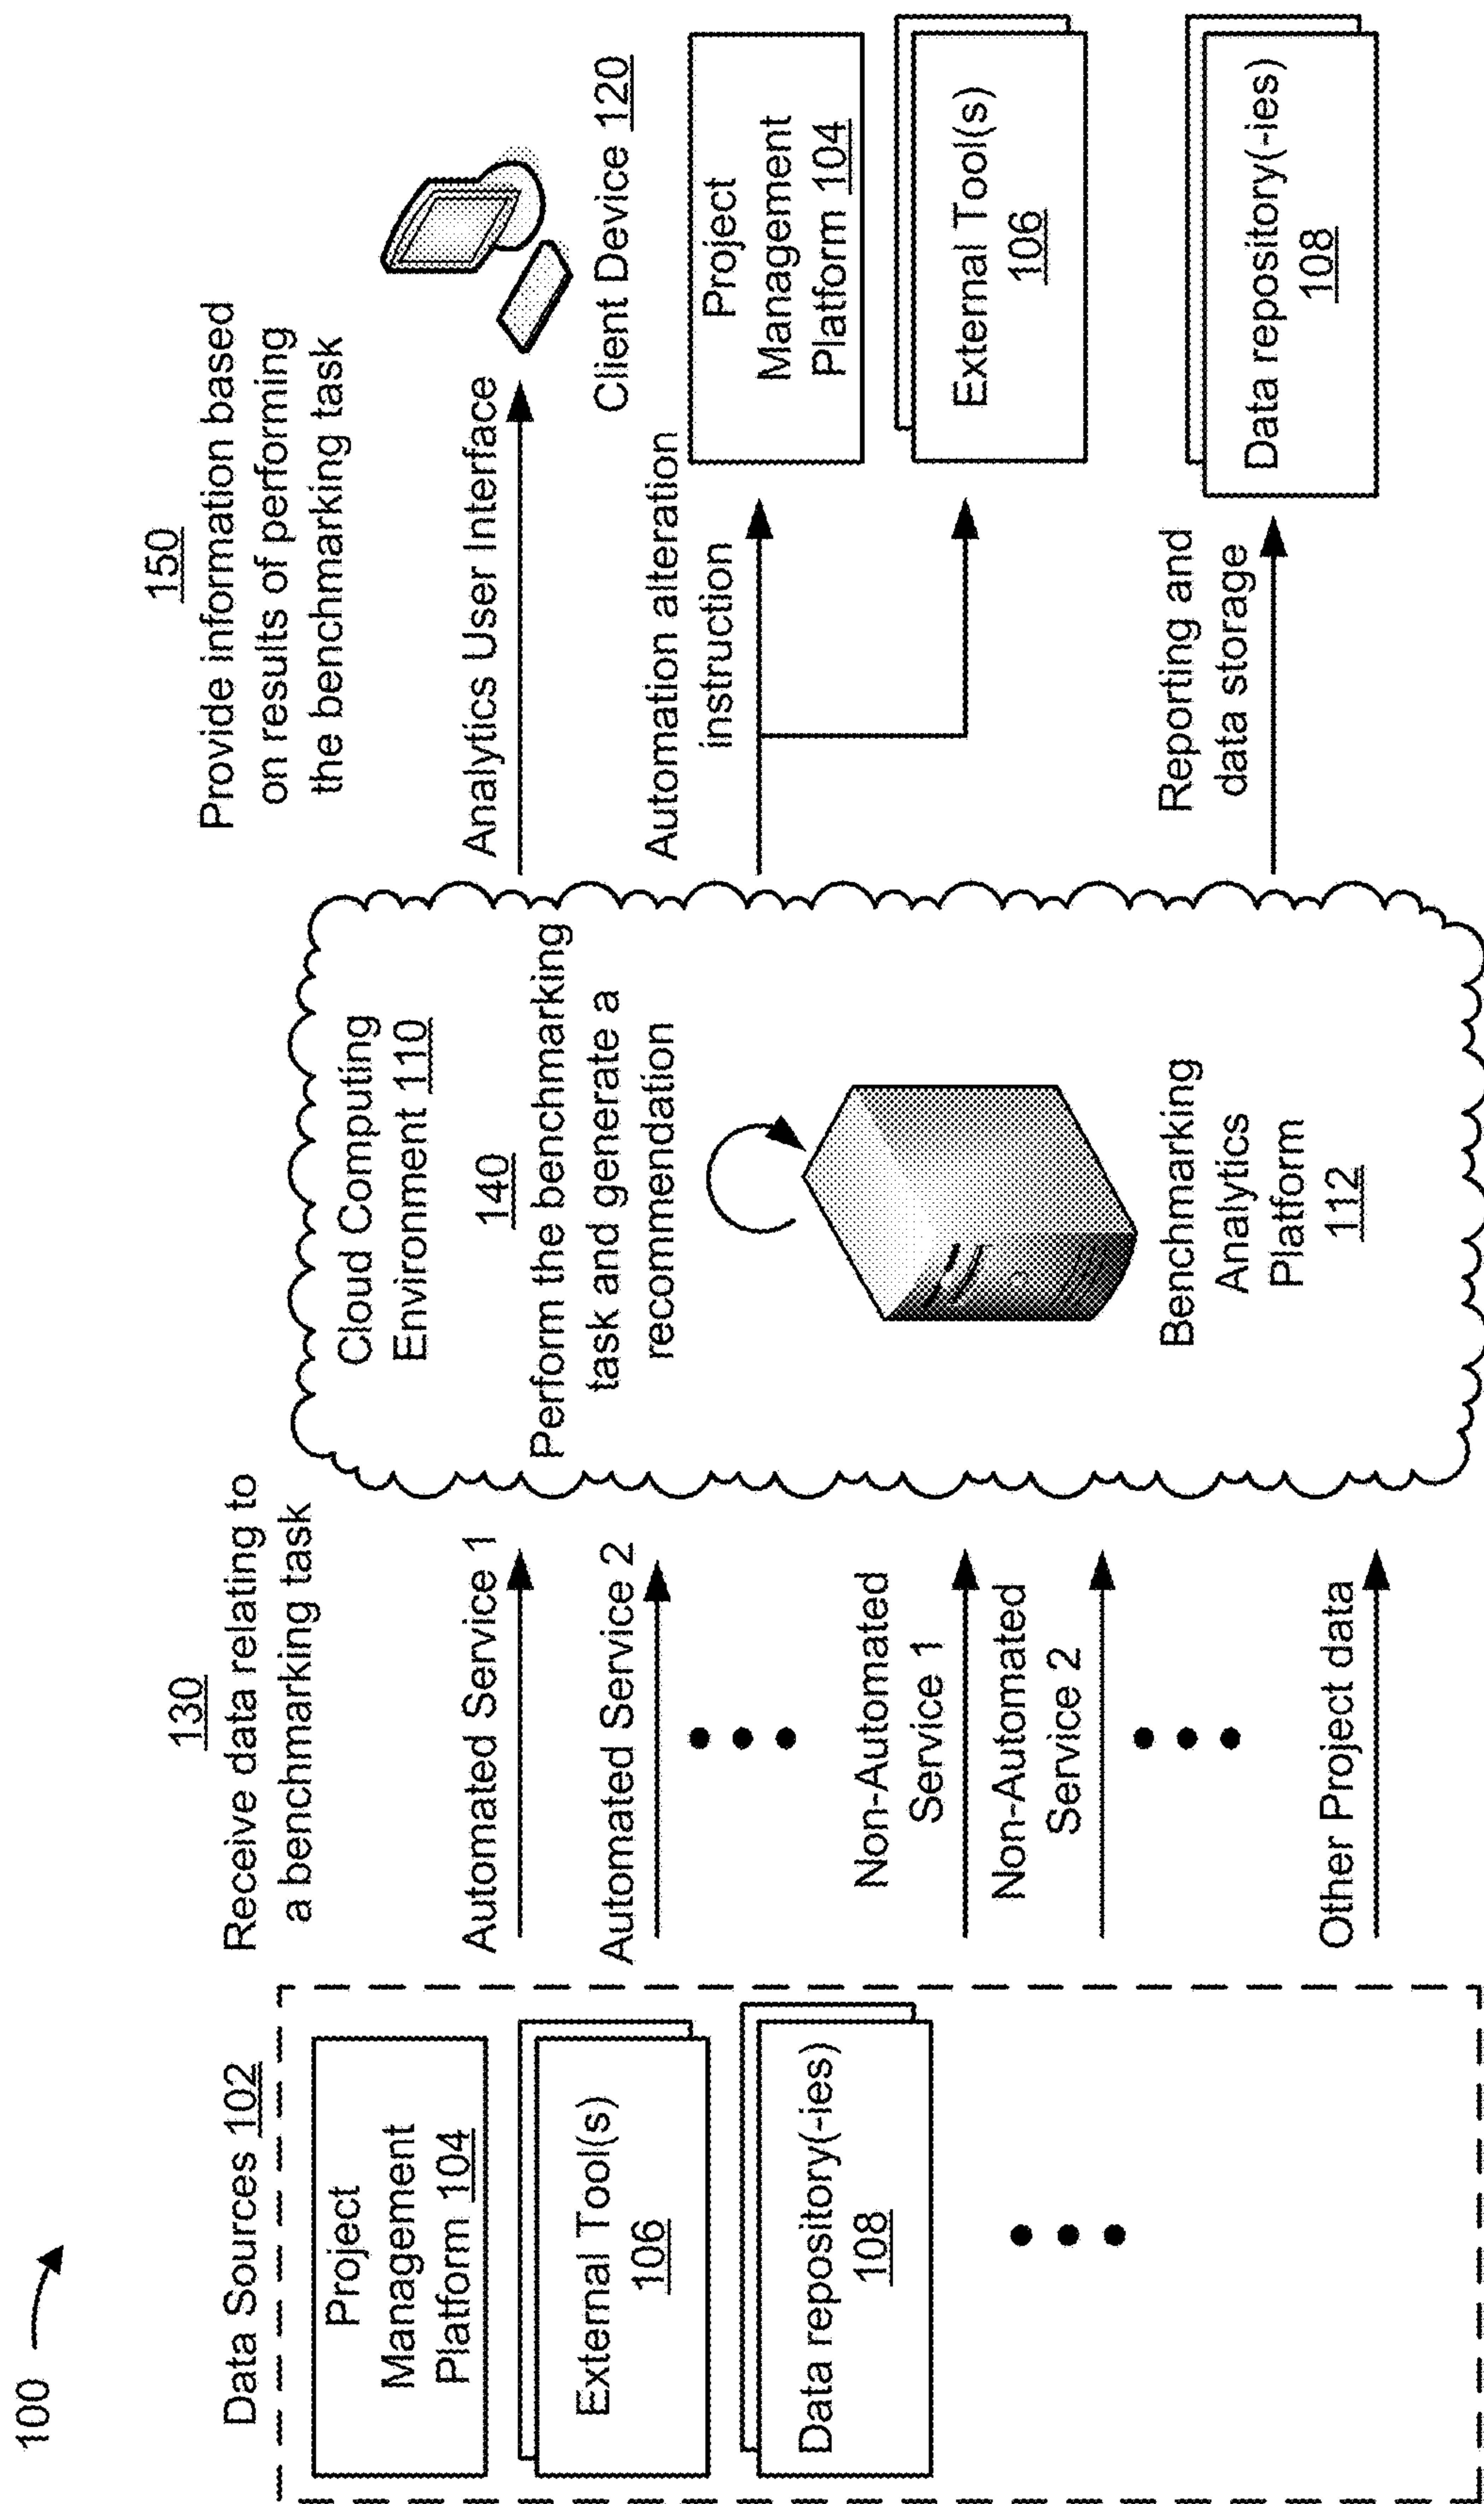 100
Data Sources 102
Project
Management
Platform 104
External Tool(s)
106
Data repository(-ies)
108
130
Receive data relating to
a benchmarking task
Automated Service 1
Automated Service 2
Non-Automated
Service 1
Non-Automated
Service 2
Other Project data
Cloud Computing
Environment 110
140
Perform the benchmarking
task and generate a
recommendation
Benchmarking
Analytics
Platform
112
150
Provide information based
on results of performing
the benchmarking task
Analytics User Interface
Client Device 120
Automation alteration
instruction
Project
Management
Platform 104
External Tool(s)
106
Reporting and
data storage
Data repository(-ies)
108